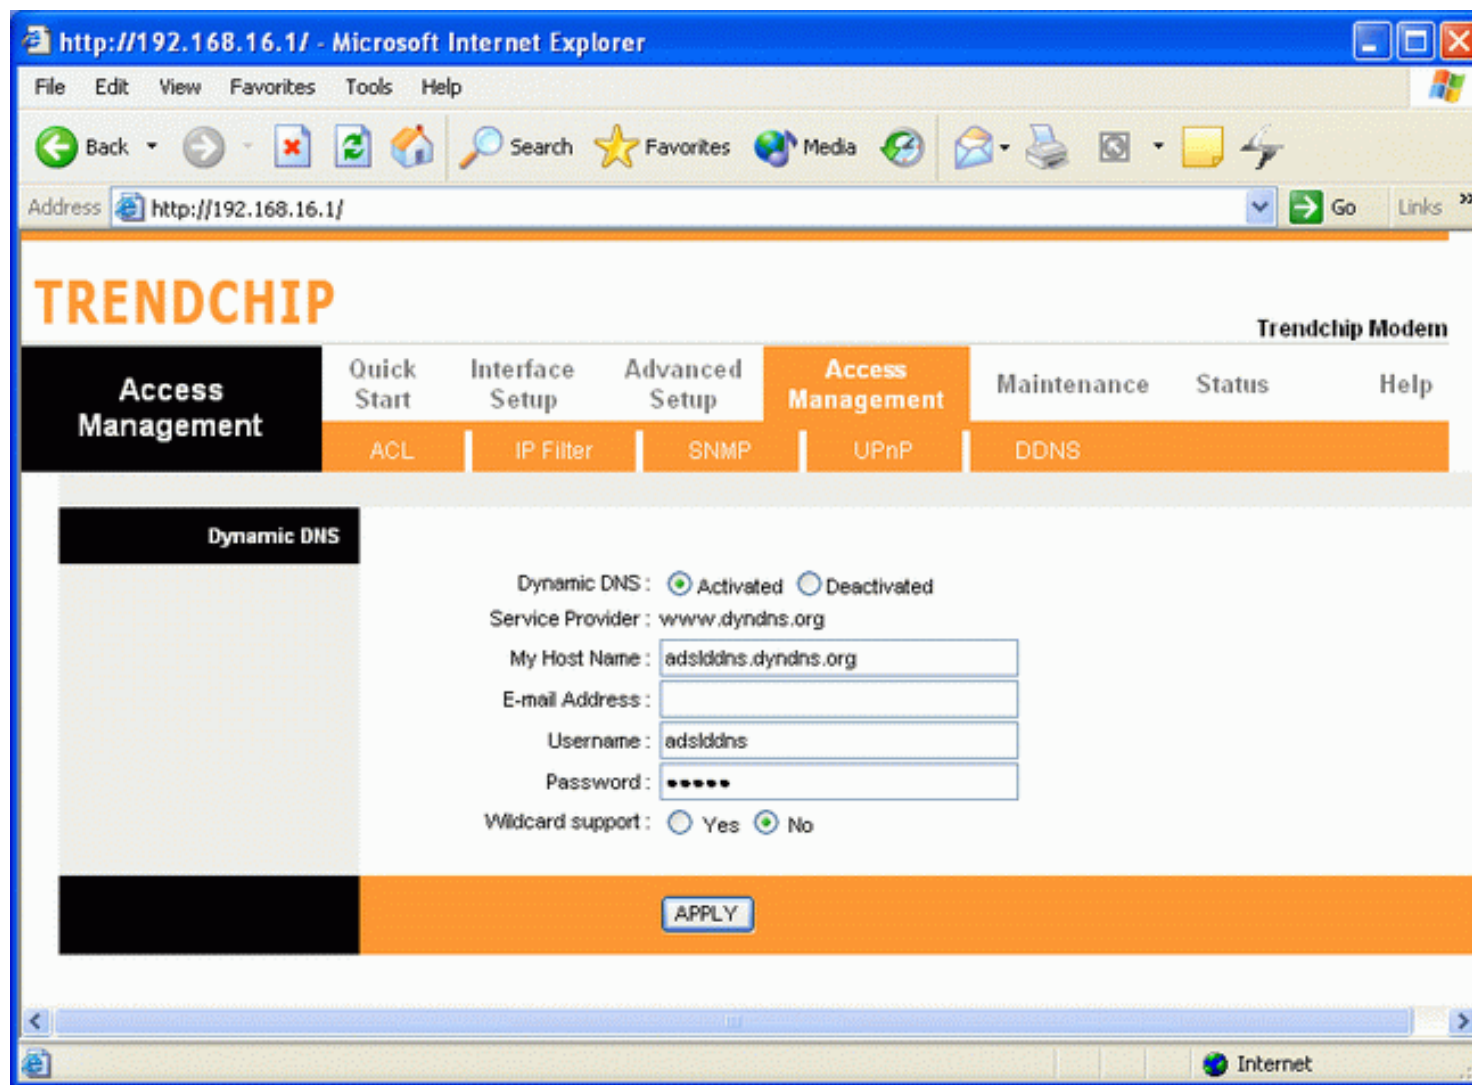 http://192.168.16.1/ - Microsoft Internet Explorer
File Edit View Favorites Tools Help
Back Search Favorites Media
Address http://192.168.16.1/ Go Links »
TRENDCHIP
Trendchip Modem
Access Management
Quick Start
Interface Setup
Advanced Setup
Access Management
Maintenance
Status
Help
ACL IP Filter SNMP UPnP DDNS
Dynamic DNS
Dynamic DNS : Activated Deactivated
Service Provider : www.dyndns.org
My Host Name : adslddns.dyndns.org
E-mail Address :
Username : adslddns
Password : •••••
Wildcard support : Yes No
APPLY
Internet